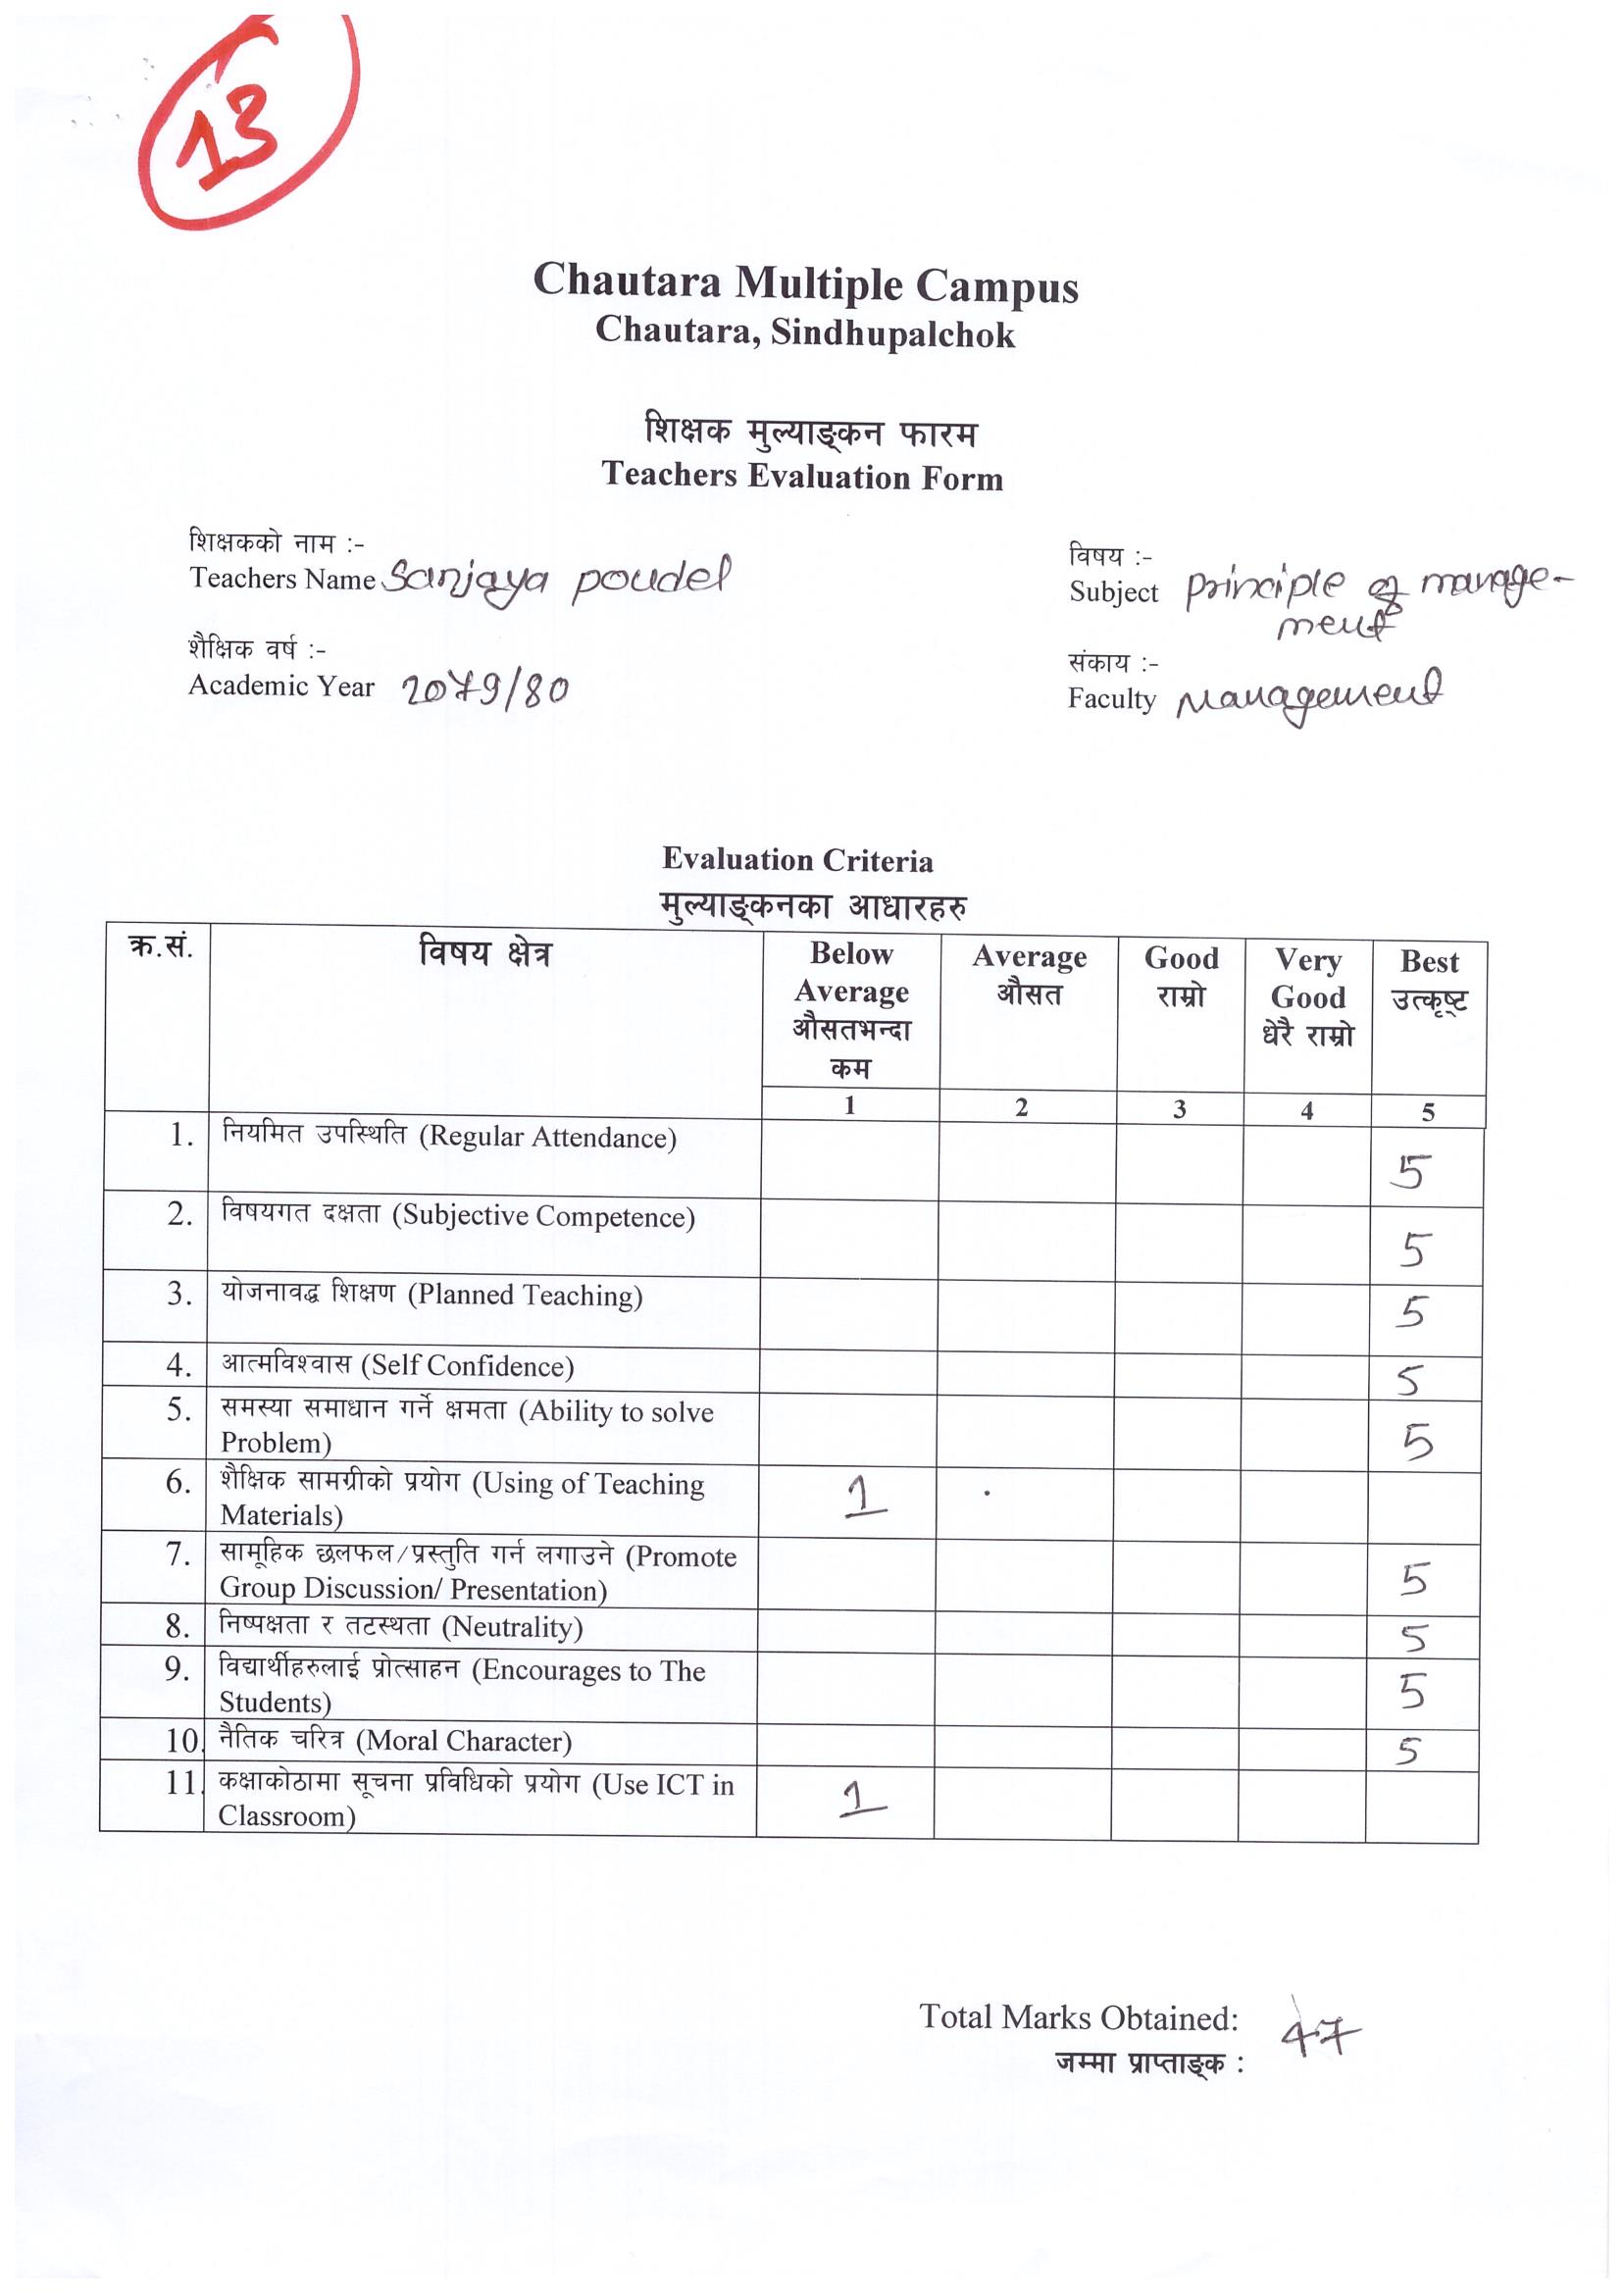 13
Chautara Multiple Campus
Chautara, Sindhupalchok
शिक्षक मुल्याङ्कन फारम
Teachers Evaluation Form
शिक्षकको नाम :-
Teachers Name Sanjaya poudel
विषय :-
Subject principle of manage-
ment
शैक्षिक वर्ष :-
Academic Year 2079/80
संकाय :-
Faculty Management
Evaluation Criteria
मुल्याङ्कनका आधारहरु
क्र.सं. विषय क्षेत्र Below Average Good Very Best
Average औसत राम्रो Good उत्कृष्ट
औसतभन्दा धेरै राम्रो
कम
1 2 3 4 5
1. नियमित उपस्थिति (Regular Attendance) 5
2. विषयगत दक्षता (Subjective Competence) 5
3. योजनावद्ध शिक्षण (Planned Teaching) 5
4. आत्मविश्वास (Self Confidence) 5
5. समस्या समाधान गर्ने क्षमता (Ability to solve
Problem) 5
6. शैक्षिक सामग्रीको प्रयोग (Using of Teaching
Materials) 1
7. सामूहिक छलफल/प्रस्तुति गर्न लगाउने (Promote
Group Discussion/ Presentation) 5
8. निष्पक्षता र तटस्थता (Neutrality) 5
9. विद्यार्थीहरुलाई प्रोत्साहन (Encourages to The
Students) 5
10. नैतिक चरित्र (Moral Character) 5
11. कक्षाकोठामा सूचना प्रविधिको प्रयोग (Use ICT in
Classroom) 1
Total Marks Obtained: 47
जम्मा प्राप्ताङ्क :